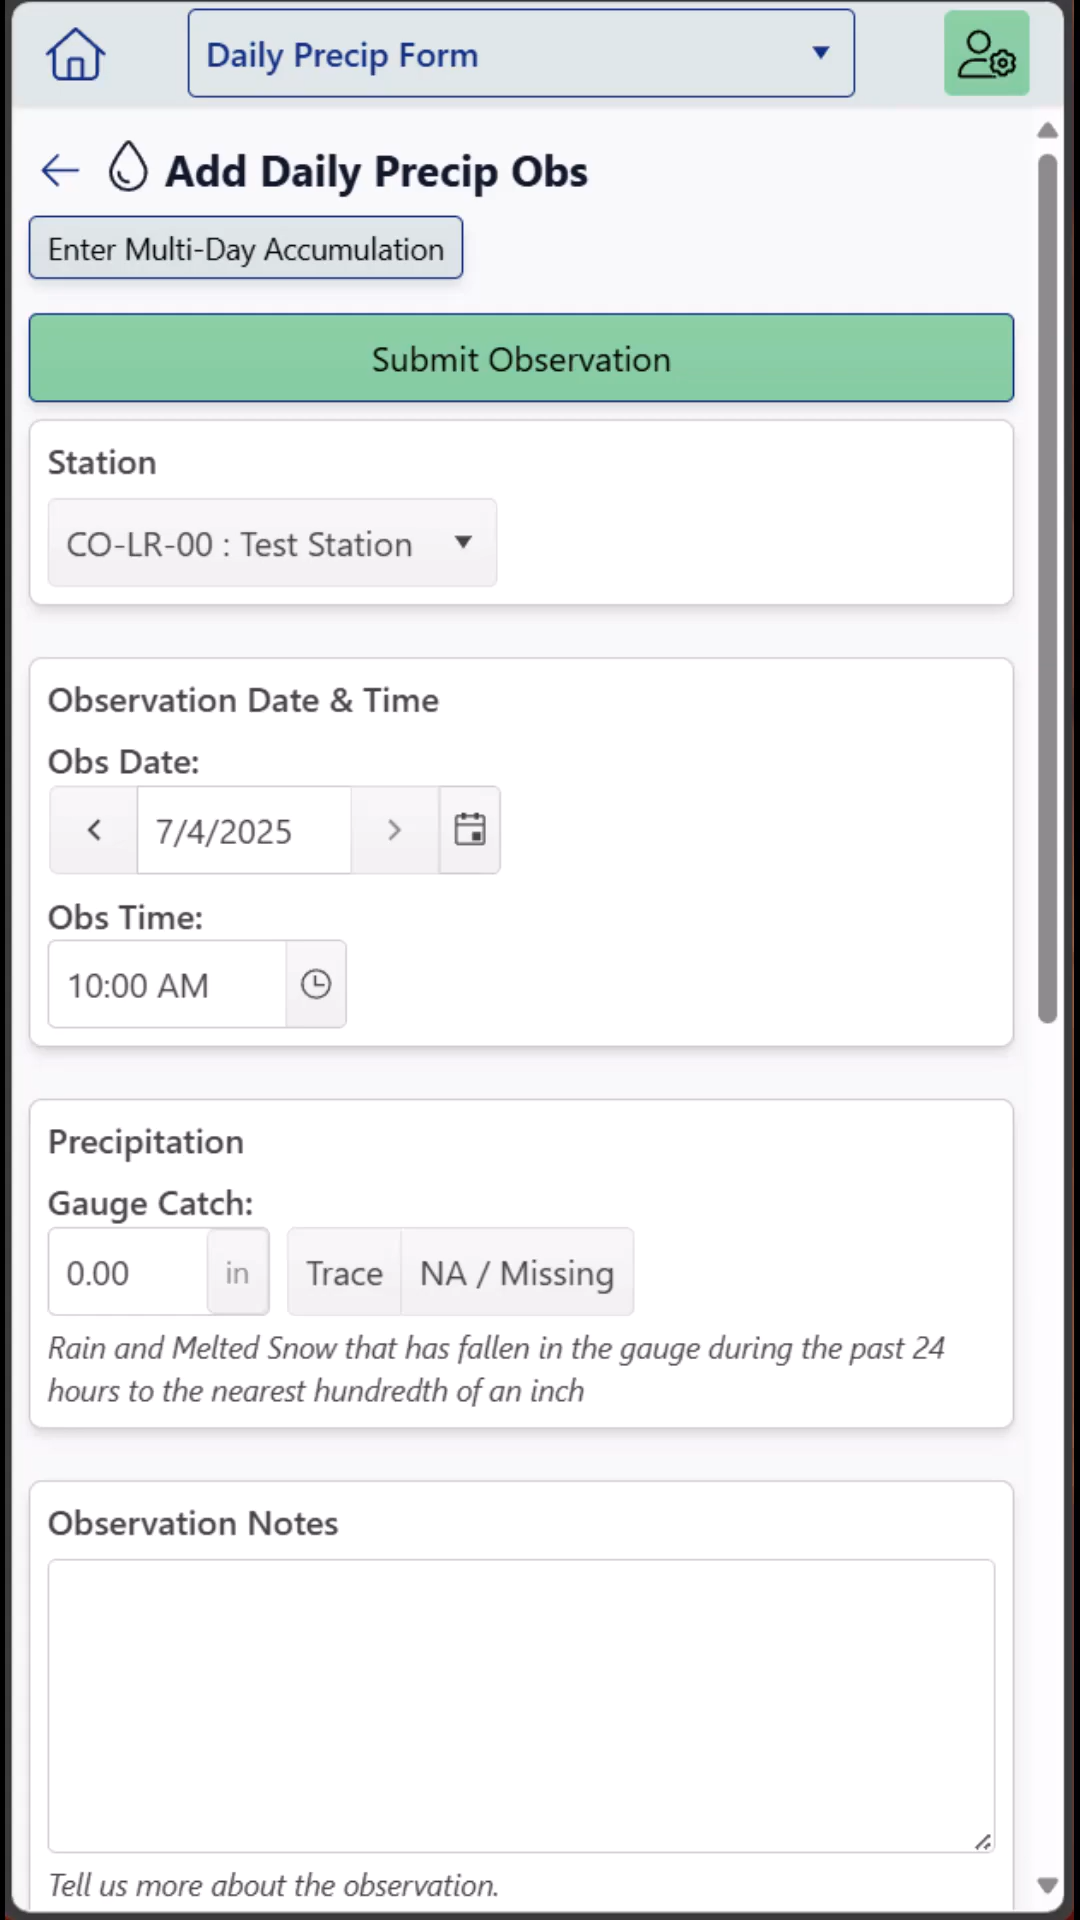 Daily Precip Form
Add Daily Precip Obs
Enter Multi-Day Accumulation
Submit Observation
Station
CO-LR-00 : Test Station
Observation Date & Time
Obs Date:
7/4/2025
Obs Time:
10:00 AM
Precipitation
Gauge Catch:
0.00 in Trace NA / Missing
Rain and Melted Snow that has fallen in the gauge during the past 24
hours to the nearest hundredth of an inch
Observation Notes
Tell us more about the observation.